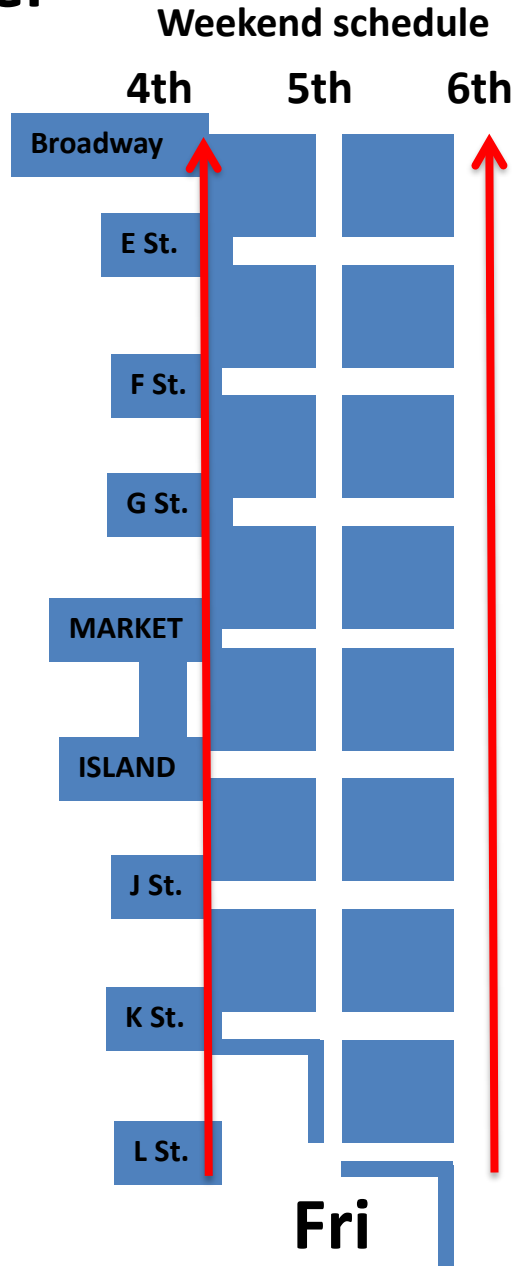 Weekend schedule
4th 5th 6th
Broadway
E St.
F St.
G St.
MARKET
ISLAND
J St.
K St.
L St.
Fri